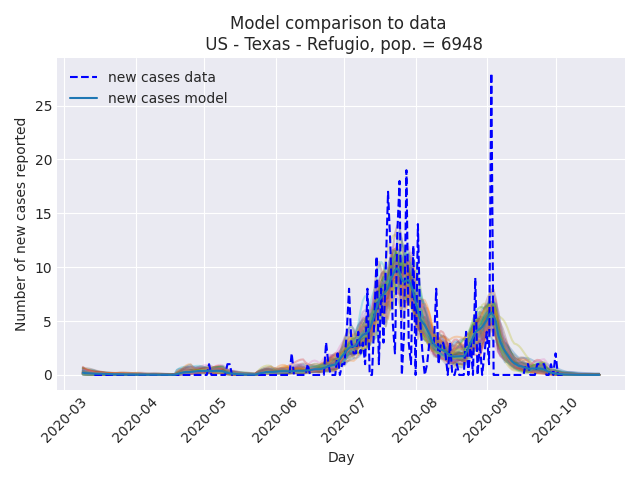 Model comparison to data
US - Texas - Refugio, pop. = 6948
new cases data
new cases model
Number of new cases reported
25
20
15
10
5
0
2020-03
2020-04
2020-05
2020-06
2020-07
2020-08
2020-09
2020-10
Day